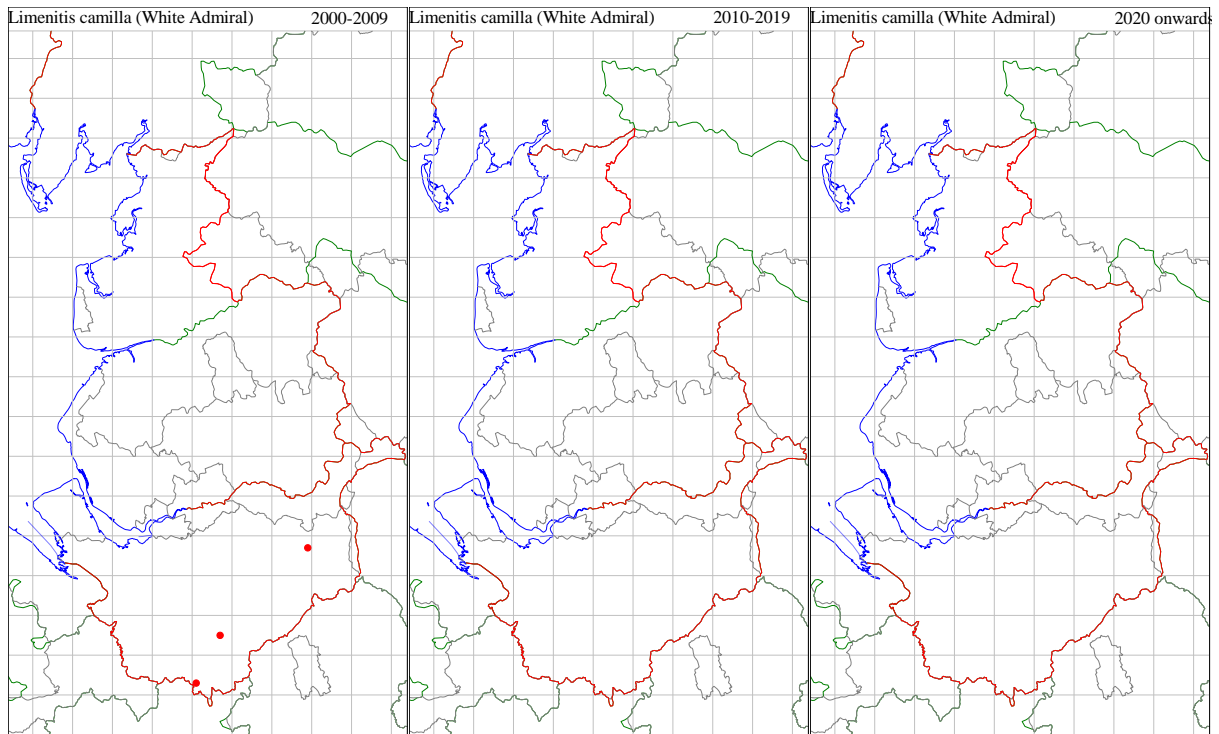 Limenitis camilla (White Admiral) 2000-2009
Limenitis camilla (White Admiral) 2010-2019
Limenitis camilla (White Admiral) 2020 onwards